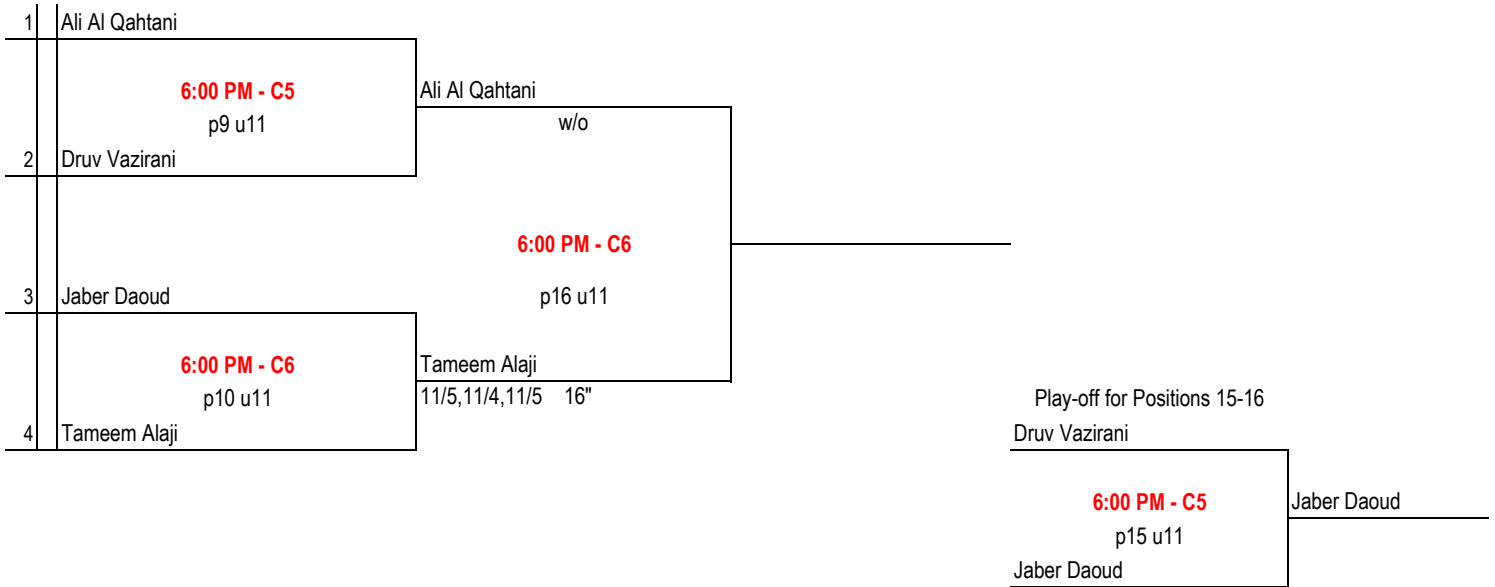 1 Ali Al Qahtani
6:00 PM - C5
p9 u11
Ali Al Qahtani
w/o
2 Druv Vazirani
6:00 PM - C6
p16 u11
3 Jaber Daoud
6:00 PM - C6
p10 u11
Tameem Alaji
11/5,11/4,11/5 16"
4 Tameem Alaji
Play-off for Positions 15-16
Druv Vazirani
6:00 PM - C5
p15 u11
Jaber Daoud
Jaber Daoud